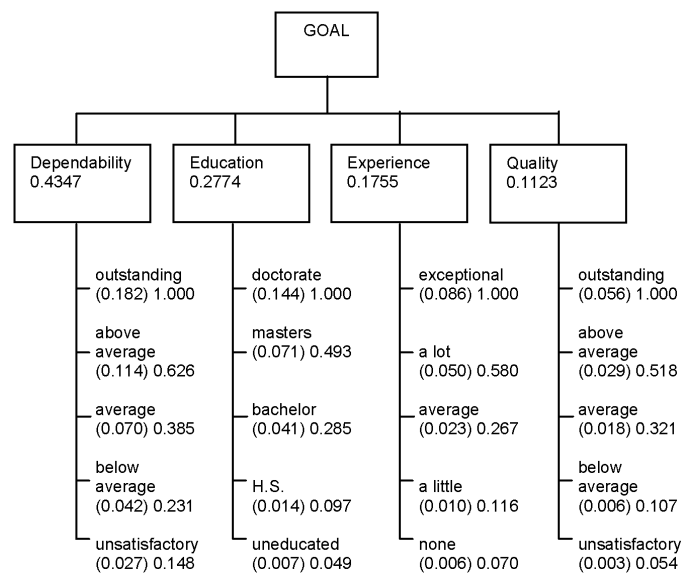 GOAL
Dependability
0.4347
Education
0.2774
Experience
0.1755
Quality
0.1123
outstanding
(0.182) 1.000
above
average
(0.114) 0.626
average
(0.070) 0.385
below
average
(0.042) 0.231
unsatisfactory
(0.027) 0.148
doctorate
(0.144) 1.000
masters
(0.071) 0.493
bachelor
(0.041) 0.285
H.S.
(0.014) 0.097
uneducated
(0.007) 0.049
exceptional
(0.086) 1.000
a lot
(0.050) 0.580
average
(0.023) 0.267
a little
(0.010) 0.116
none
(0.006) 0.070
outstanding
(0.056) 1.000
above
average
(0.029) 0.518
average
(0.018) 0.321
below
average
(0.006) 0.107
unsatisfactory
(0.003) 0.054